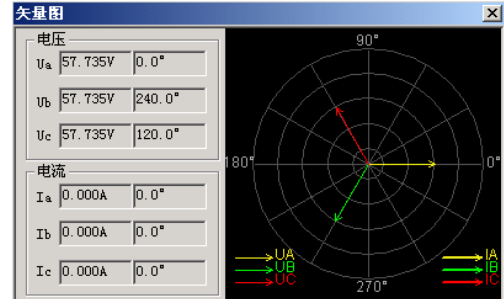 矢量图
电压
Ua 57.735V 0.0°
Ub 57.735V 240.0°
Uc 57.735V 120.0°
电流
Ia 0.000A 0.0°
Ib 0.000A 0.0°
Ic 0.000A 0.0°
90°
180° 0°
270°
UA IA
UB IB
UC IC